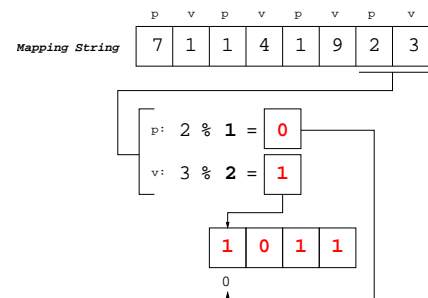 p v p v p v p v
Mapping String 7 1 1 4 1 9 2 3
p: 2 % 1 = 0
v: 3 % 2 = 1
1 0 1 1
0